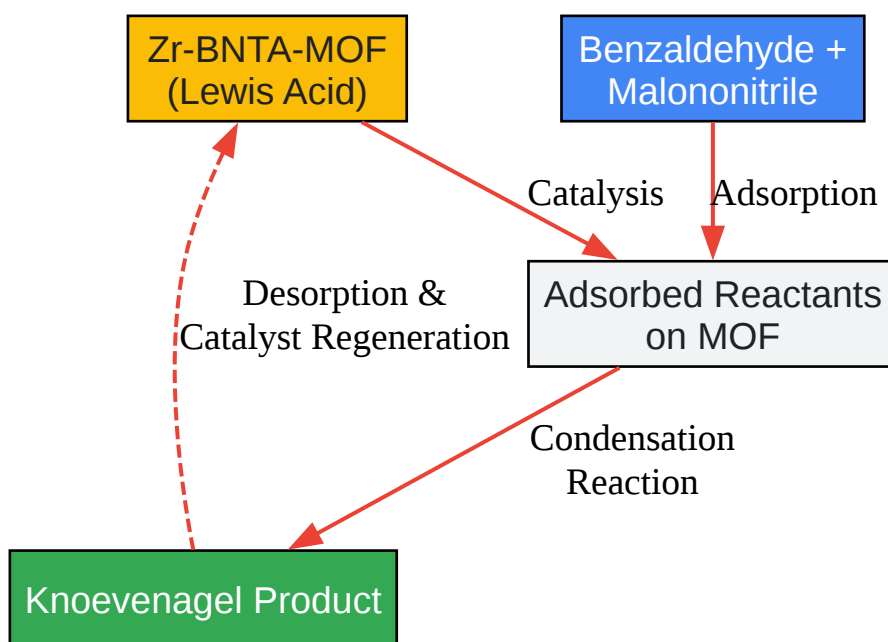 Zr-BNTA-MOF
(Lewis Acid)
Benzaldehyde +
Malononitrile
Catalysis
Adsorption
Adsorbed Reactants
on MOF
Desorption &
Catalyst Regeneration
Condensation
Reaction
Knoevenagel Product